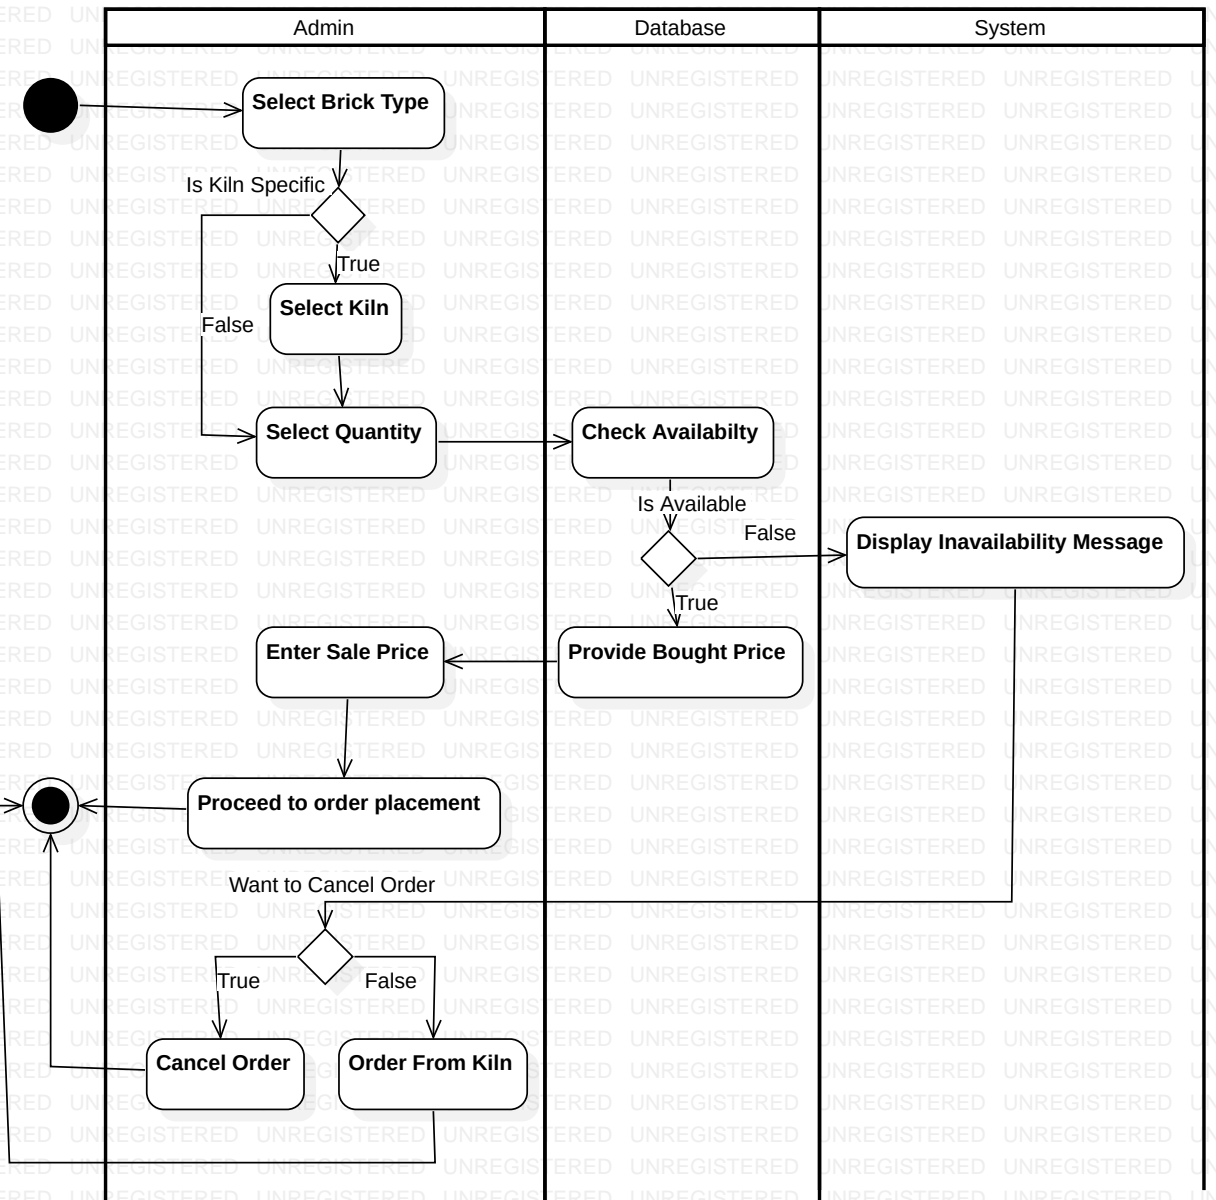 Admin
Database
System
Select Brick Type
Is Kiln Specific
True
Select Kiln
False
Select Quantity
Check Availabilty
Is Available
False
Display Inavailability Message
True
Enter Sale Price
Provide Bought Price
Proceed to order placement
Want to Cancel Order
True
False
Cancel Order
Order From Kiln
UNREGISTERED